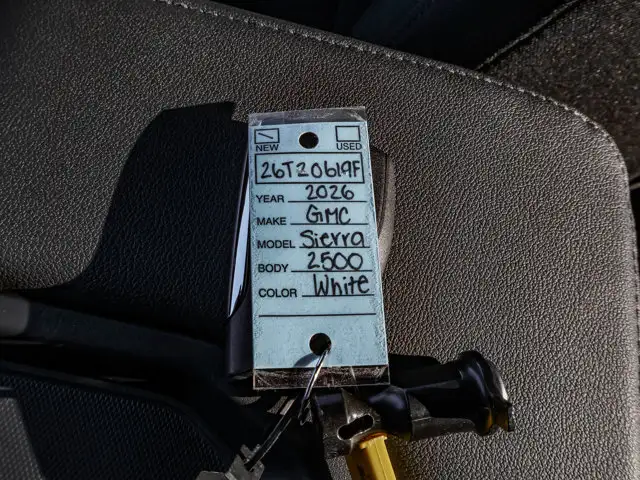 NEW USED
26T20619F
YEAR 2026
MAKE GMC
MODEL Sierra
BODY 2500
COLOR White